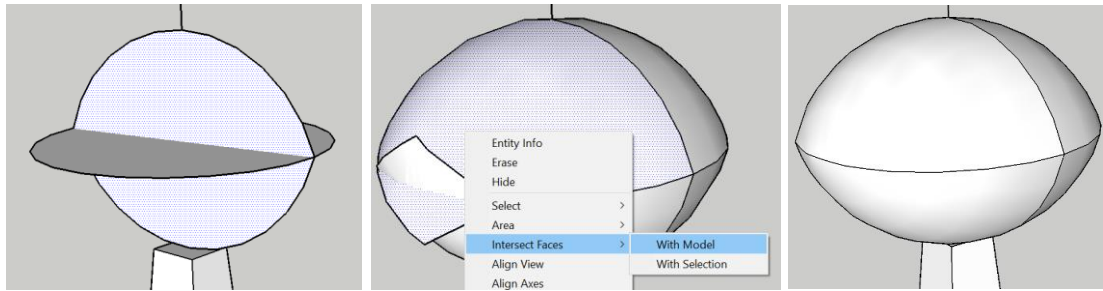 Entity Info
Erase
Hide
Select
Area
Intersect Faces
With Model
Align View
With Selection
Align Axes